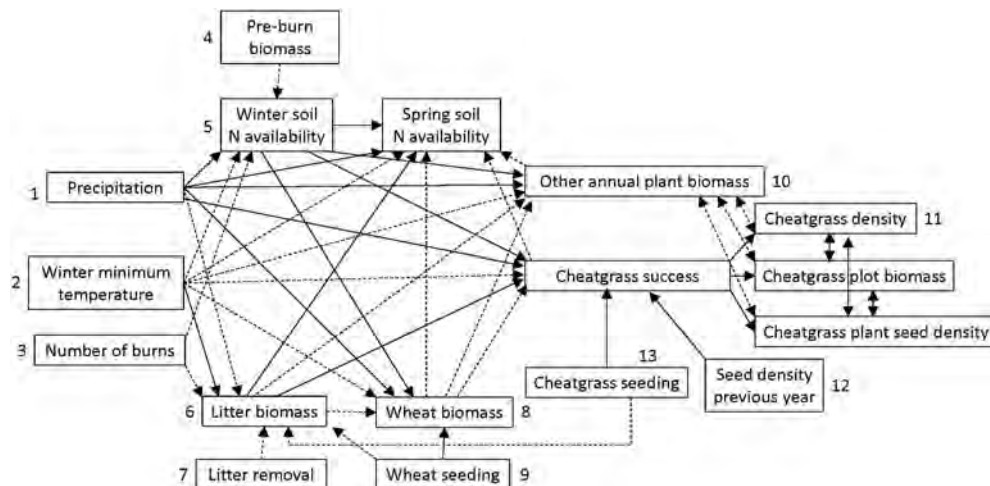 4
Pre-burn
biomass
5
Winter soil
N availability
Spring soil
N availability
1
Precipitation
Other annual plant biomass
10
Cheatgrass density
11
2
Winter minimum
temperature
Cheatgrass success
Cheatgrass plot biomass
3
Number of burns
Cheatgrass plant seed density
13
Cheatgrass seeding
Seed density
previous year
12
6
Litter biomass
Wheat biomass
8
7
Litter removal
Wheat seeding
9